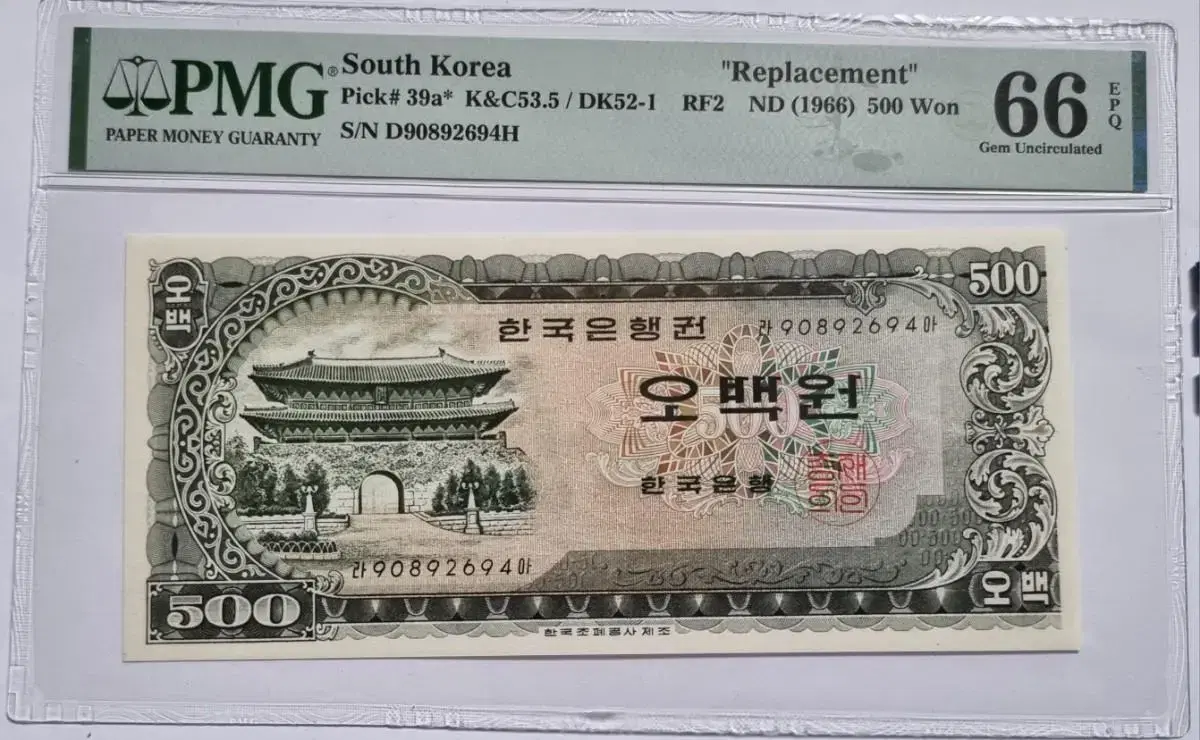 PMG® South Korea "Replacement" 66 EPQ
PAPER MONEY GUARANTY Pick# 39a* K&C53.5 / DK52-1 RF2 ND (1966) 500 Won Gem Uncirculated
S/N D90892694H
오백 500
한국은행권 라90892694아
오백원
500
한국은행
라90892694아
500 오백
한국조폐공사제조